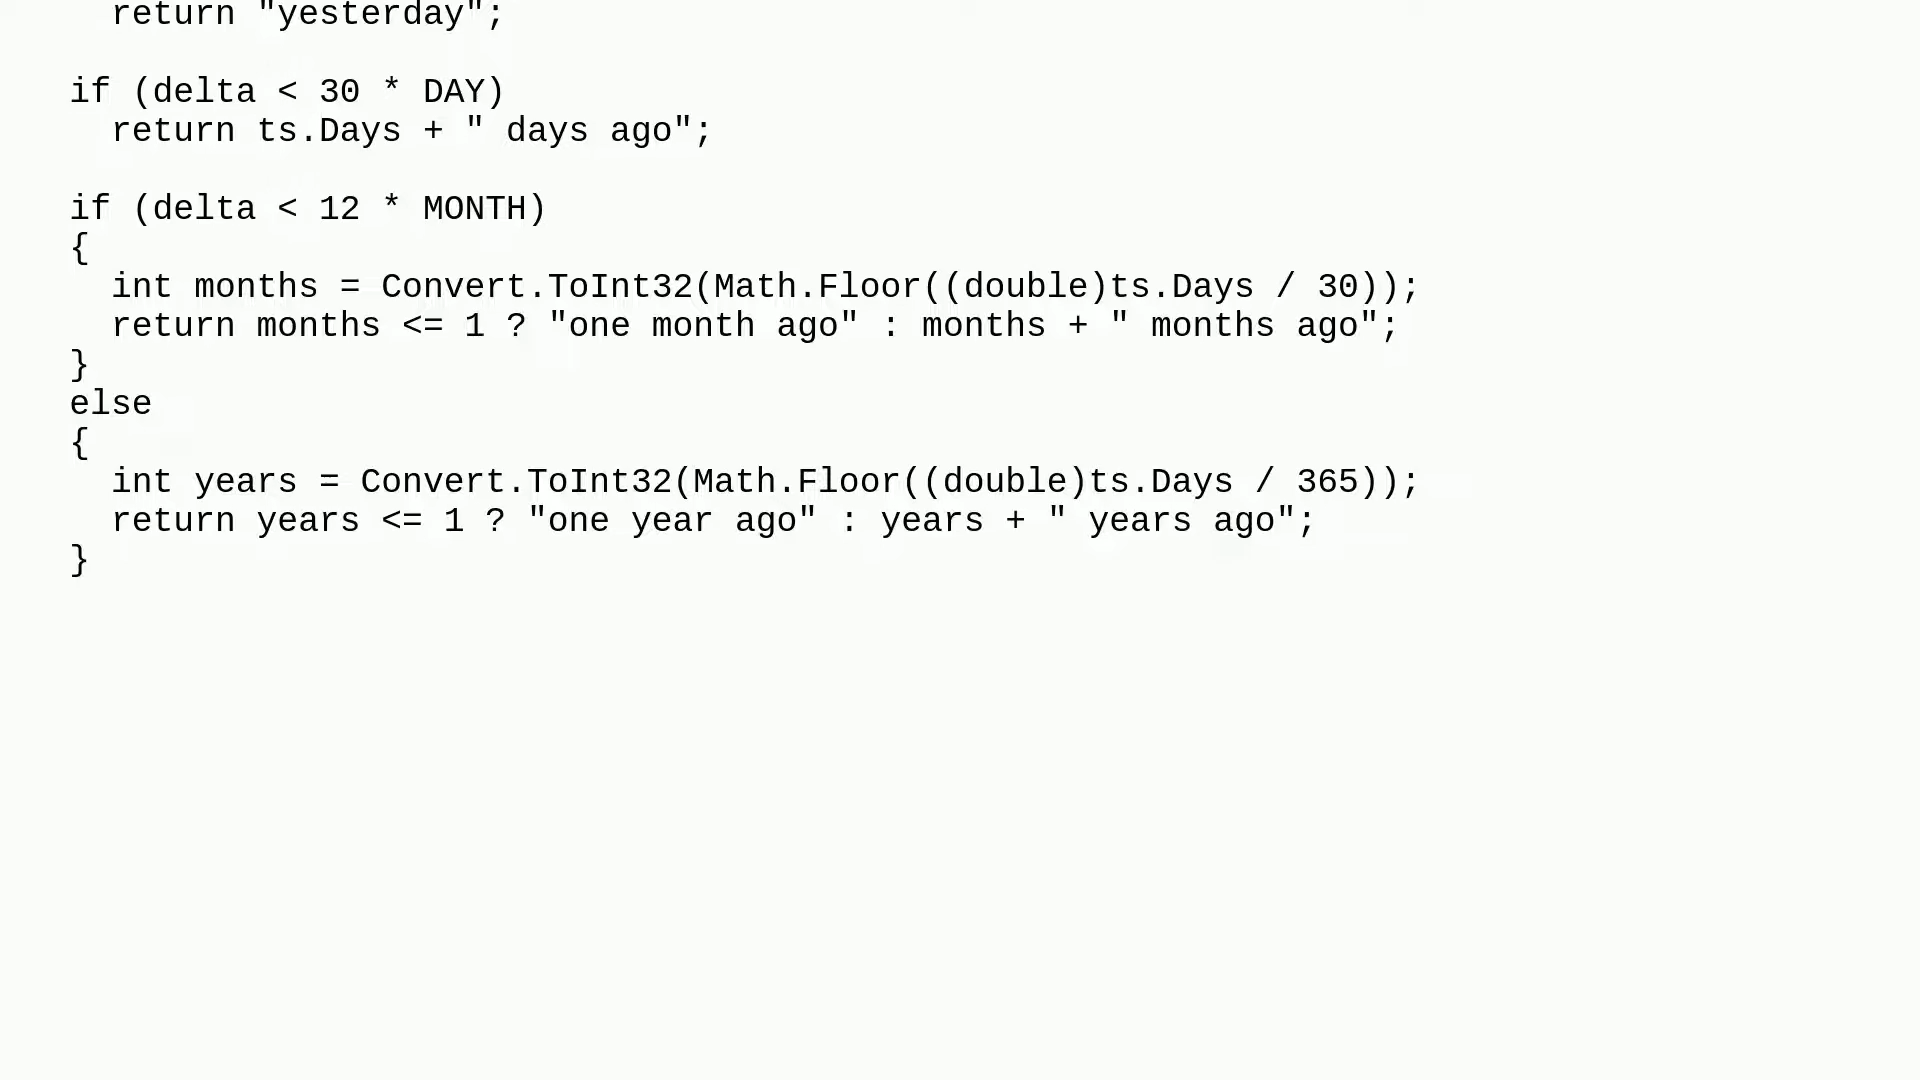 return "yesterday";
if (delta < 30 * DAY)
return ts.Days + " days ago";
if (delta < 12 * MONTH)
{
int months = Convert.ToInt32(Math.Floor((double)ts.Days / 30));
return months <= 1 ? "one month ago" : months + " months ago";
}
else
{
int years = Convert.ToInt32(Math.Floor((double)ts.Days / 365));
return years <= 1 ? "one year ago" : years + " years ago";
}